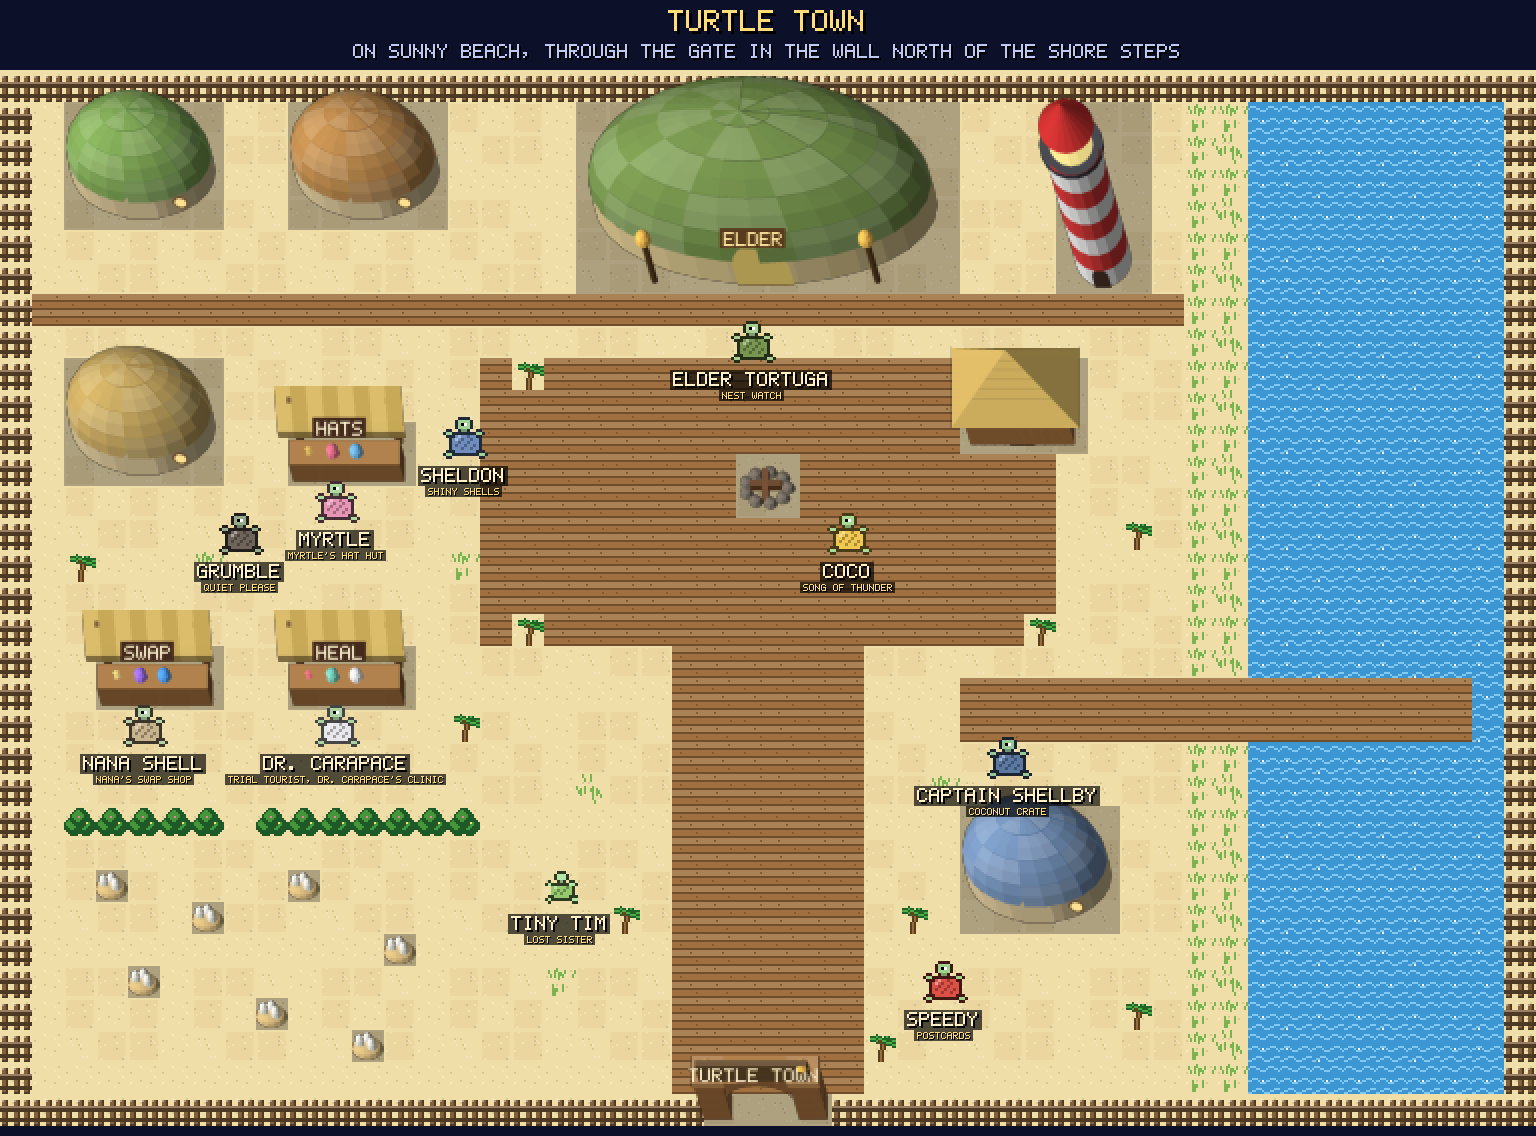 TURTLE TOWN
ON SUNNY BEACH, THROUGH THE GATE IN THE WALL NORTH OF THE SHORE STEPS
ELDER
ELDER TORTUGA
NEST WATCH
HATS
SHELDON
SHINY SHELLS
MYRTLE
MYRTLE'S HAT HUT
GRUMBLE
QUIET PLEASE
COCO
SONG OF THUNDER
SWAP
HEAL
NANA SHELL
NANA'S SWAP SHOP
DR. CARAPACE
TRIAL TOURIST, DR. CARAPACE'S CLINIC
CAPTAIN SHELLBY
COCONUT CRATE
TINY TIM
LOST SISTER
SPEEDY
POSTCARDS
TURTLE TOWN